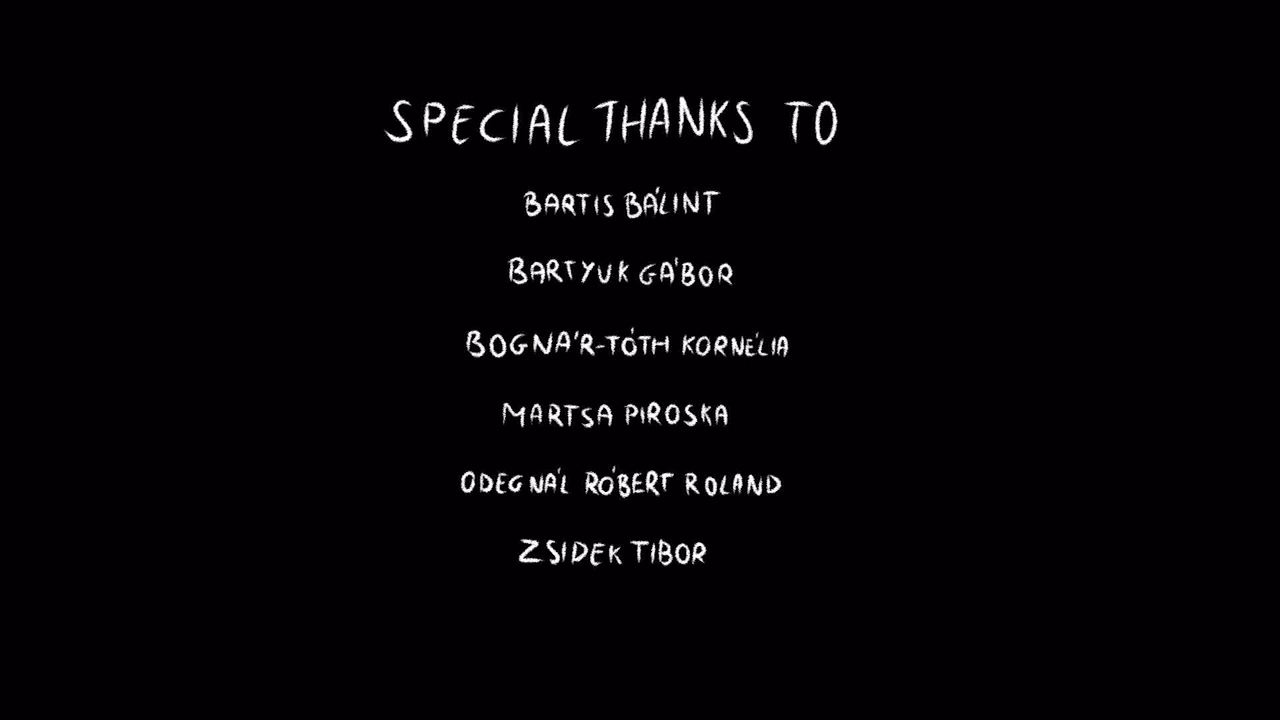 SPECIAL THANKS TO
BARTIS BÁLINT
BARTYUK GÁBOR
BOGNÁR-TÓTH KORNÉLIA
MARTSA PIROSKA
ODEGNÁL RÓBERT ROLAND
ZSIDEK TIBOR